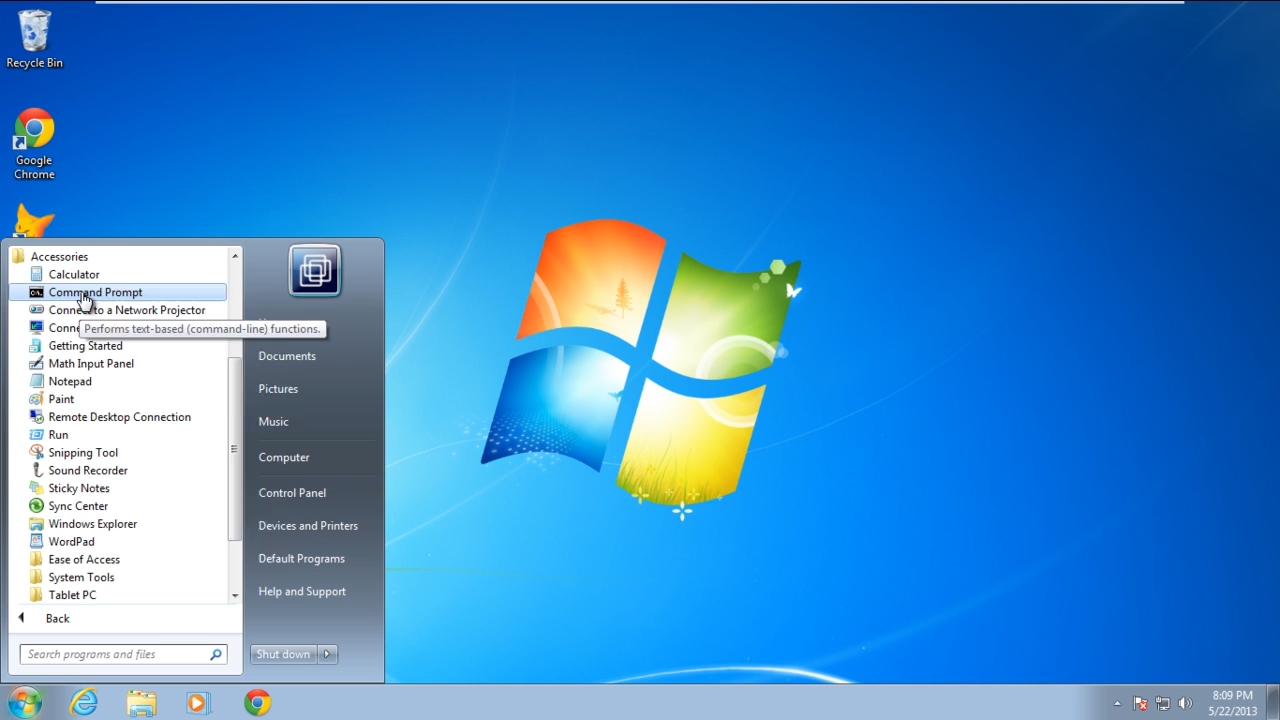 Recycle Bin
Google
Chrome
Accessories
Calculator
Command Prompt
Connect to a Network Projector
Performs text-based (command-line) functions.
Getting Started
Math Input Panel
Notepad
Paint
Remote Desktop Connection
Run
Snipping Tool
Sound Recorder
Sticky Notes
Sync Center
Windows Explorer
WordPad
Ease of Access
System Tools
Tablet PC
Back
Search programs and files
Documents
Pictures
Music
Computer
Control Panel
Devices and Printers
Default Programs
Help and Support
Shut down
8:09 PM
5/22/2013